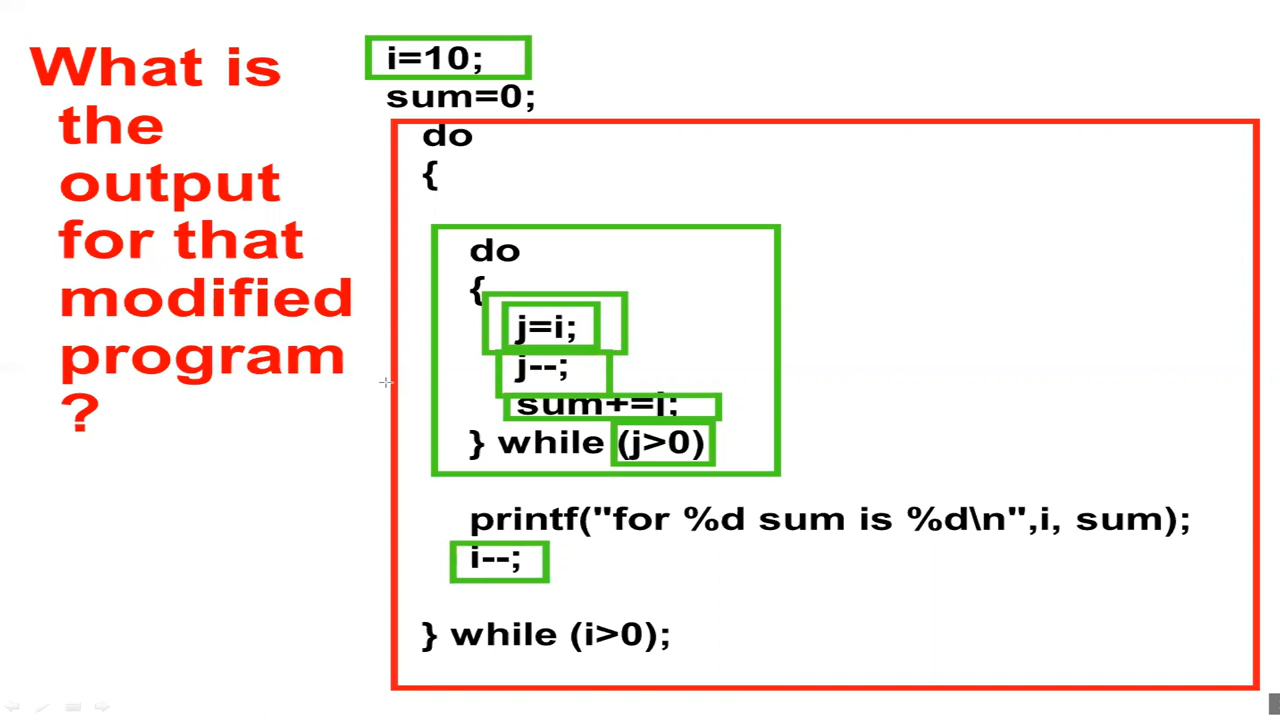 What is
the
output
for that
modified
program
?
i=10;
sum=0;
do
{
do
{
j=i;
j--;
sum+=j;
} while (j>0)
printf("for %d sum is %d\n",i, sum);
i--;
} while (i>0);